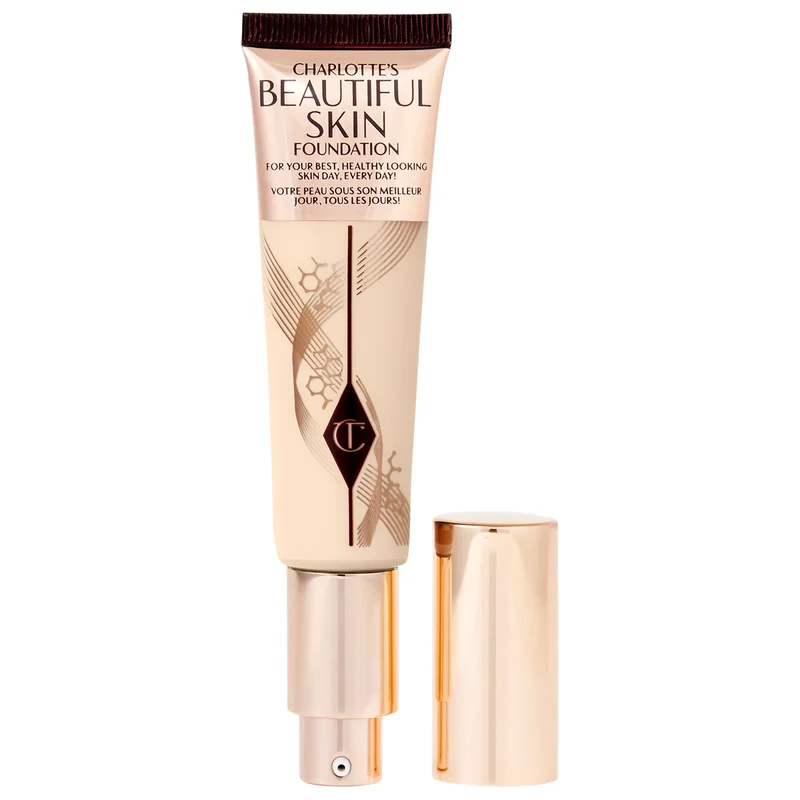 CHARLOTTE'S
BEAUTIFUL
SKIN
FOUNDATION
FOR YOUR BEST, HEALTHY LOOKING
SKIN DAY, EVERY DAY!
VOTRE PEAU SOUS SON MEILLEUR
JOUR, TOUS LES JOURS!
CT